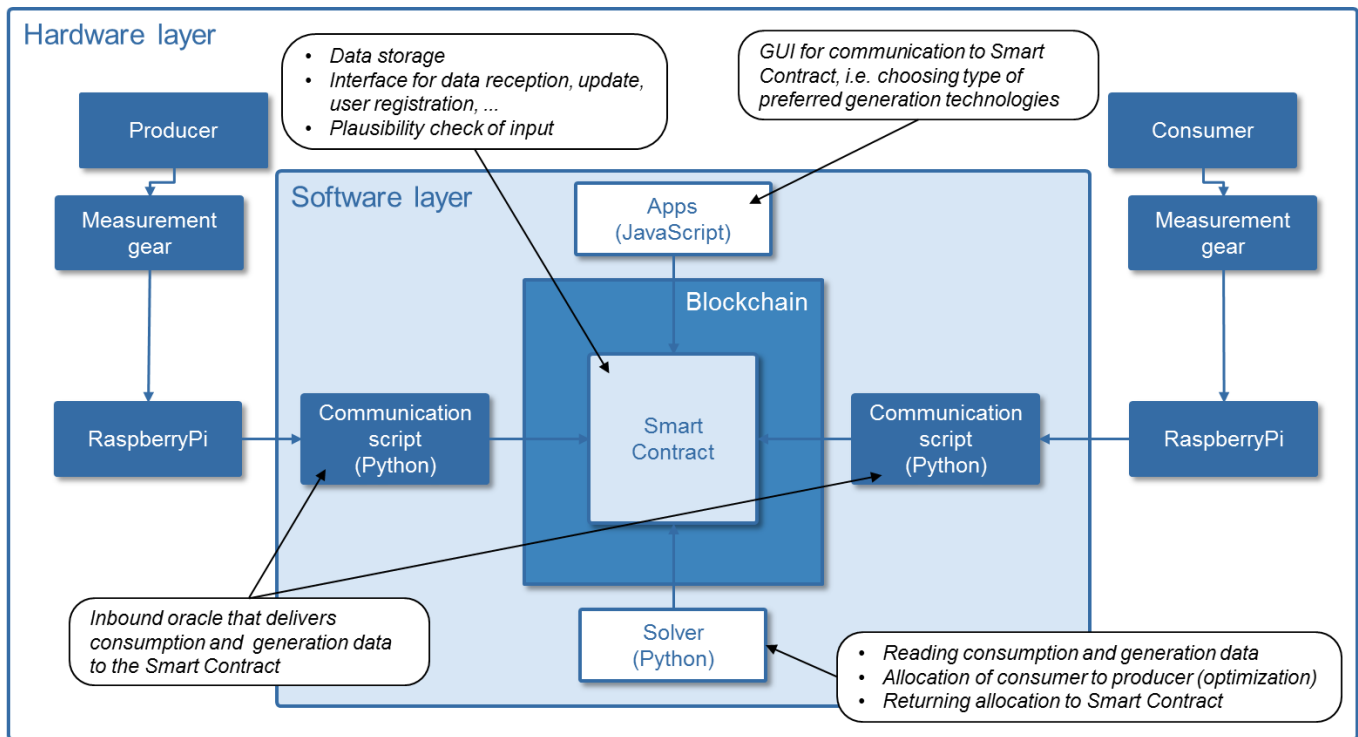 Hardware layer
• Data storage
• Interface for data reception, update,
user registration, ...
• Plausibility check of input
GUI for communication to Smart
Contract, i.e. choosing type of
preferred generation technologies
Producer
Consumer
Measurement
gear
Software layer
Apps
(JavaScript)
Measurement
gear
Blockchain
RaspberryPi
Communication
script
(Python)
Smart
Contract
Communication
script
(Python)
RaspberryPi
Inbound oracle that delivers
consumption and generation data
to the Smart Contract
Solver
(Python)
• Reading consumption and generation data
• Allocation of consumer to producer (optimization)
• Returning allocation to Smart Contract